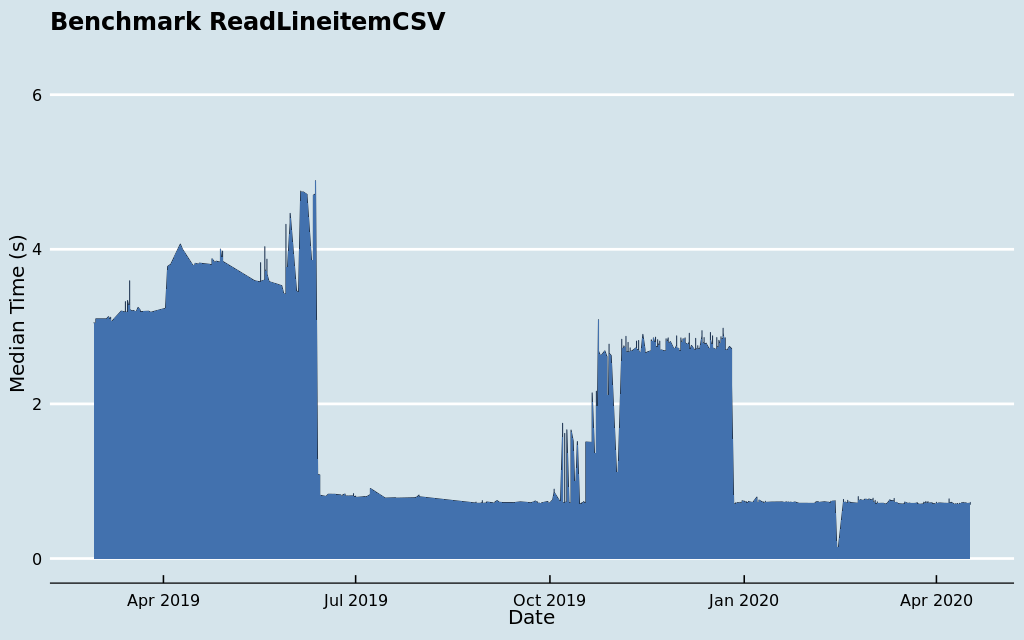 Benchmark ReadLineitemCSV
Median Time (s)
6
4
2
0
Apr 2019
Jul 2019
Oct 2019
Jan 2020
Apr 2020
Date